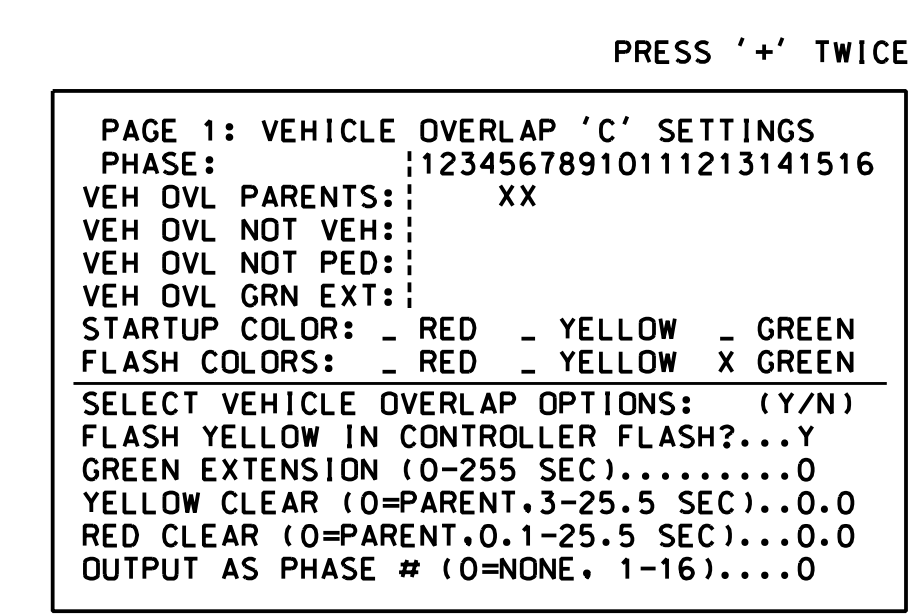 PRESS '+' TWICE
PAGE 1: VEHICLE OVERLAP 'C' SETTINGS
PHASE: ¦12345678910111213141516
VEH OVL PARENTS:¦ XX
VEH OVL NOT VEH:¦
VEH OVL NOT PED:¦
VEH OVL GRN EXT:¦
STARTUP COLOR: _ RED _ YELLOW _ GREEN
FLASH COLORS: _ RED _ YELLOW X GREEN
SELECT VEHICLE OVERLAP OPTIONS: (Y/N)
FLASH YELLOW IN CONTROLLER FLASH?...Y
GREEN EXTENSION (0-255 SEC).........0
YELLOW CLEAR (0=PARENT,3-25.5 SEC)..0.0
RED CLEAR (0=PARENT,0.1-25.5 SEC)...0.0
OUTPUT AS PHASE # (0=NONE, 1-16)....0